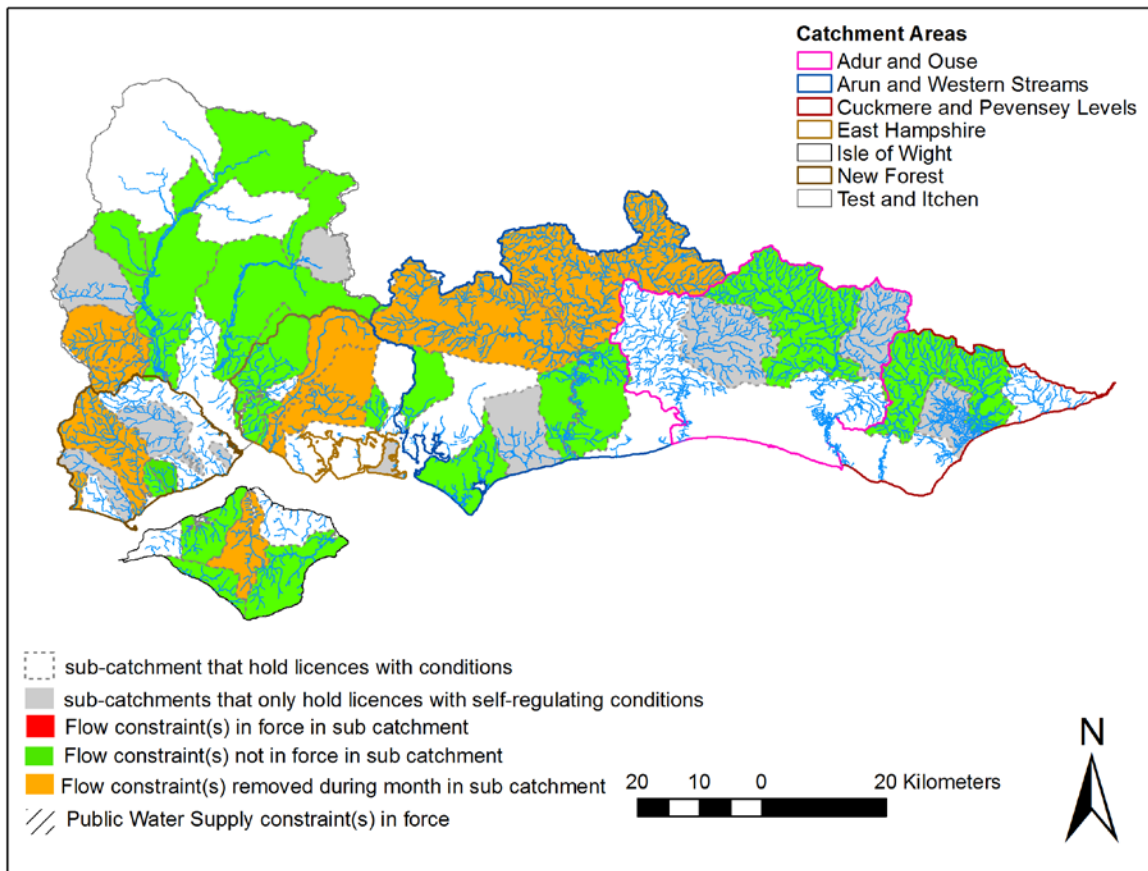 Catchment Areas
Adur and Ouse
Arun and Western Streams
Cuckmere and Pevensey Levels
East Hampshire
Isle of Wight
New Forest
Test and Itchen
sub-catchment that hold licences with conditions
sub-catchments that only hold licences with self-regulating conditions
Flow constraint(s) in force in sub catchment
Flow constraint(s) not in force in sub catchment
Flow constraint(s) removed during month in sub catchment
Public Water Supply constraint(s) in force
20 10 0 20 Kilometers
N